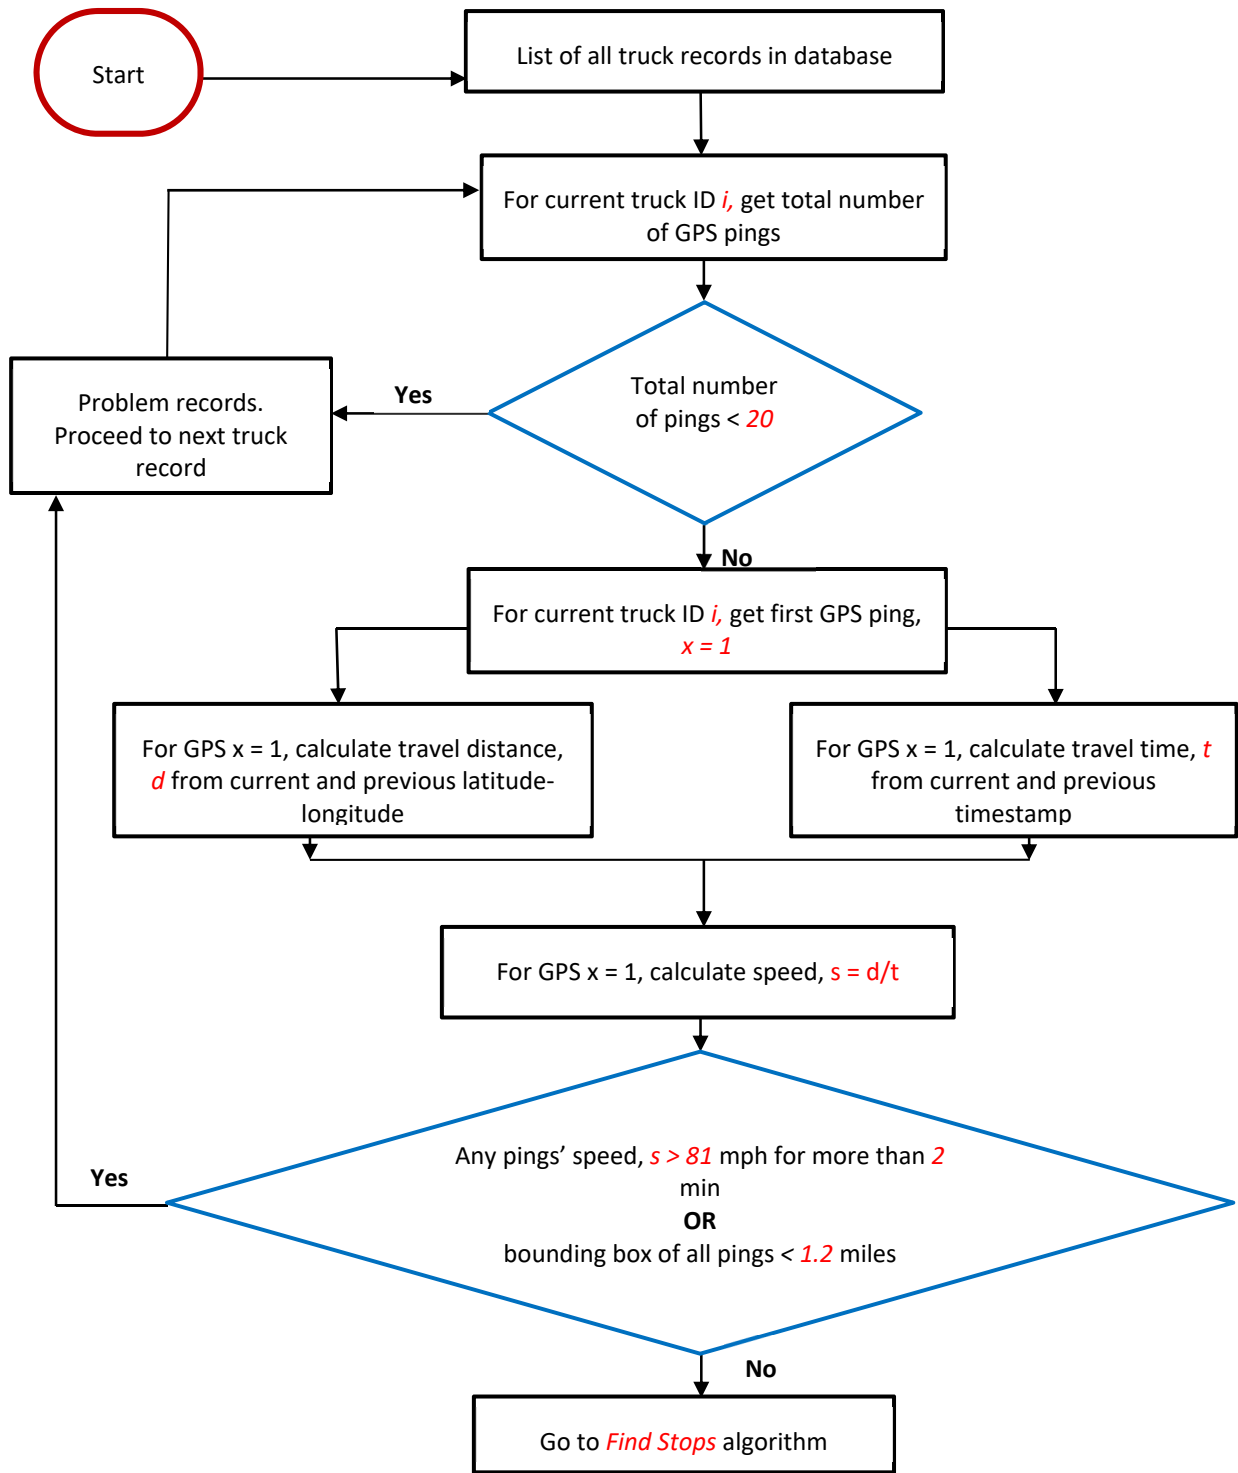 Start
List of all truck records in database
For current truck ID i, get total number
of GPS pings
Total number
of pings < 20
Yes
Problem records.
Proceed to next truck
record
No
For current truck ID i, get first GPS ping,
x = 1
For GPS x = 1, calculate travel distance,
d from current and previous latitude-
longitude
For GPS x = 1, calculate travel time, t
from current and previous
timestamp
For GPS x = 1, calculate speed, s = d/t
Any pings’ speed, s > 81 mph for more than 2
min
OR
bounding box of all pings < 1.2 miles
Yes
No
Go to Find Stops algorithm